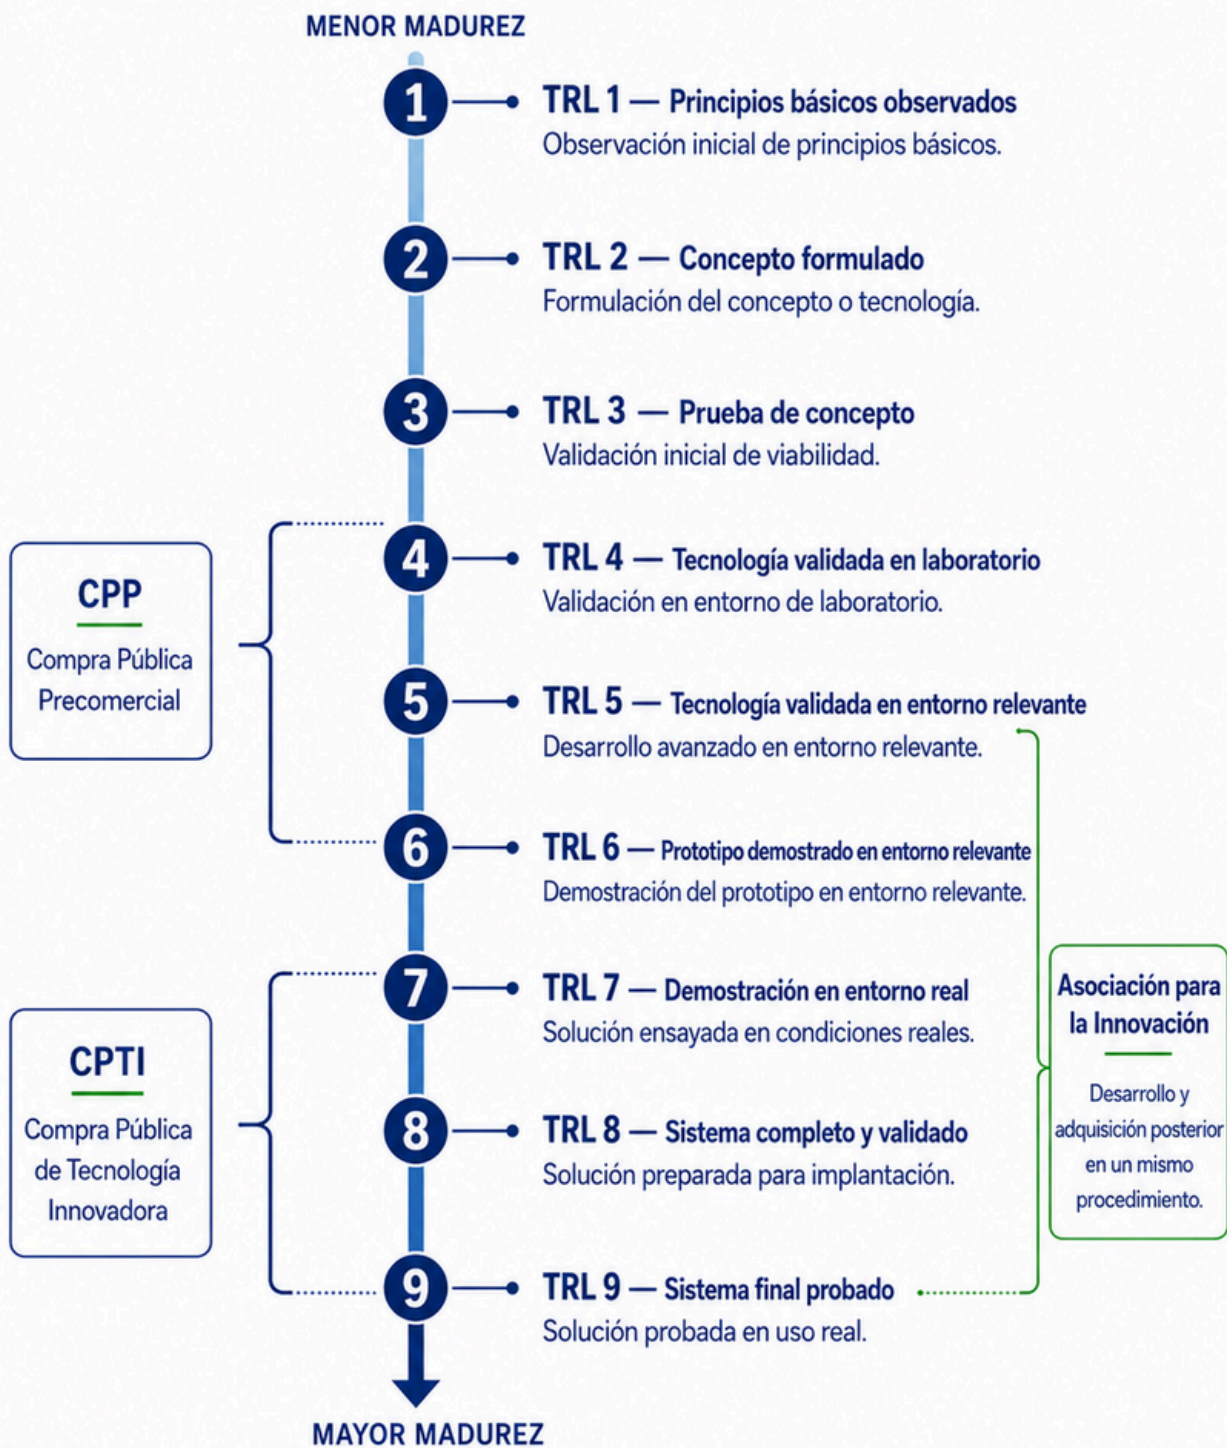 MENOR MADUREZ
1
TRL 1 — Principios básicos observados
Observación inicial de principios básicos.
2
TRL 2 — Concepto formulado
Formulación del concepto o tecnología.
3
TRL 3 — Prueba de concepto
Validación inicial de viabilidad.
CPP
Compra Pública
Precomercial
4
TRL 4 — Tecnología validada en laboratorio
Validación en entorno de laboratorio.
5
TRL 5 — Tecnología validada en entorno relevante
Desarrollo avanzado en entorno relevante.
6
TRL 6 — Prototipo demostrado en entorno relevante
Demostración del prototipo en entorno relevante.
CPTI
Compra Pública
de Tecnología
Innovadora
7
TRL 7 — Demostración en entorno real
Solución ensayada en condiciones reales.
8
TRL 8 — Sistema completo y validado
Solución preparada para implantación.
9
TRL 9 — Sistema final probado
Solución probada en uso real.
Asociación para
la Innovación
Desarrollo y
adquisición posterior
en un mismo
procedimiento.
MAYOR MADUREZ